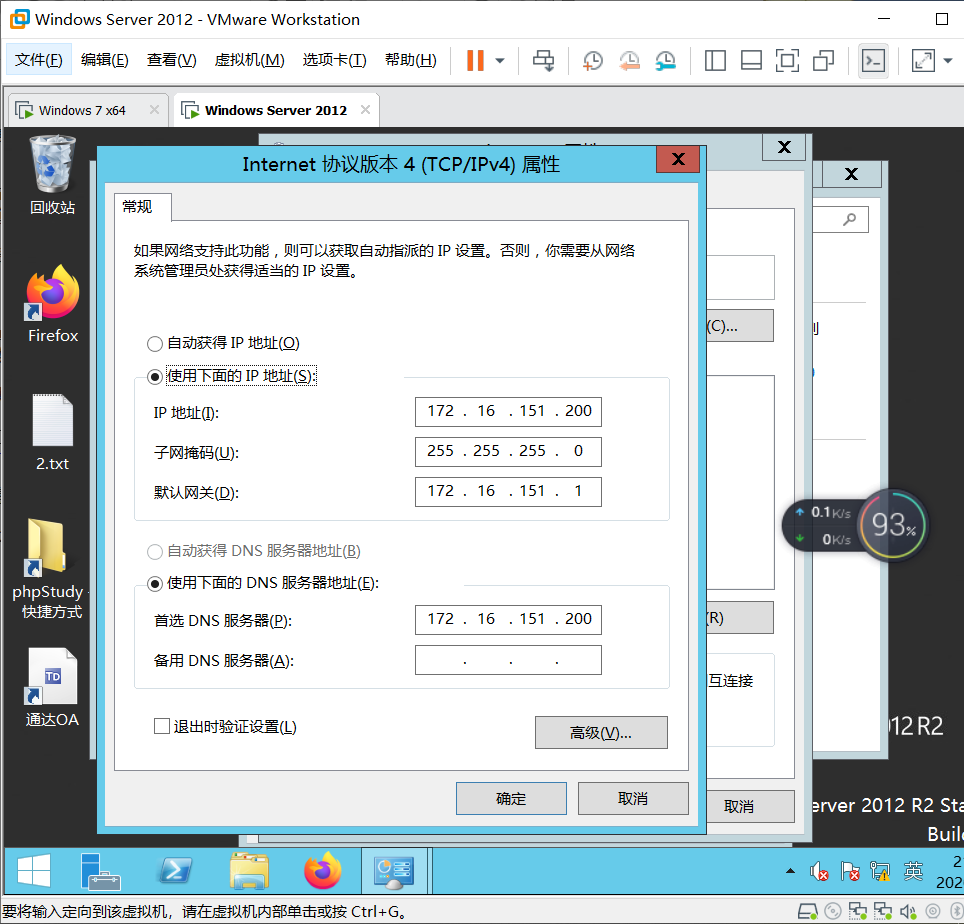 Windows Server 2012 - VMware Workstation
文件(F) 编辑(E) 查看(V) 虚拟机(M) 选项卡(T) 帮助(H)
Windows 7 x64 Windows Server 2012
回收站
Firefox
2.txt
phpStudy
快捷方式
TD
通达OA
Internet 协议版本 4 (TCP/IPv4) 属性
常规
如果网络支持此功能，则可以获取自动指派的 IP 设置。否则，你需要从网络
系统管理员处获得适当的 IP 设置。
自动获得 IP 地址(O)
使用下面的 IP 地址(S):
IP 地址(I): 172 . 16 . 151 . 200
子网掩码(U): 255 . 255 . 255 . 0
默认网关(D): 172 . 16 . 151 . 1
自动获得 DNS 服务器地址(B)
使用下面的 DNS 服务器地址(E):
首选 DNS 服务器(P): 172 . 16 . 151 . 200
备用 DNS 服务器(A): . . .
退出时验证设置(L)
高级(V)...
确定 取消
(C)...
(R)
互连接
取消
0.1K/s
0K/s
93%
012 R2
erver 2012 R2 Sta
Buil
英
2
202
要将输入定向到该虚拟机，请在虚拟机内部单击或按 Ctrl+G。